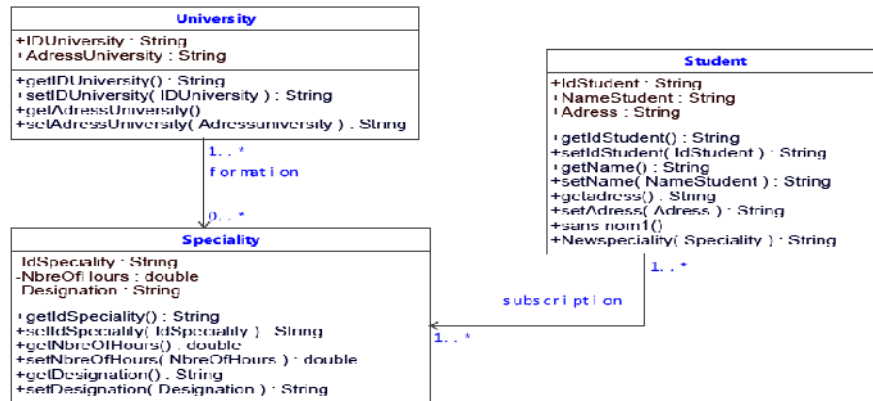 University
+IDUniversity : String
+AdressUniversity : String
+getIDUniversity() : String
+setIDUniversity( IDUniversity ) : String
+getAdressUniversity()
+setAdressUniversity( Adressuniversity ) : String
1..*
formation
0..*
Speciality
-IdSpeciality : String
-NbreOfHours : double
-Designation : String
+getIdSpeciality() : String
+setIdSpeciality( IdSpeciality ) : String
+getNbreOfHours() : double
+setNbreOfHours( NbreOfHours ) : double
+getDesignation() : String
+setDesignation( Designation ) : String
Student
+IdStudent : String
+NameStudent : String
+Adress : String
+getIdStudent() : String
+setIdStudent( IdStudent ) : String
+getName() : String
+setName( NameStudent ) : String
+getadress() : String
+setAdress( Adress ) : String
+sans nom1()
+Newspeciality( Speciality ) : String
1..*
subscription
1..*